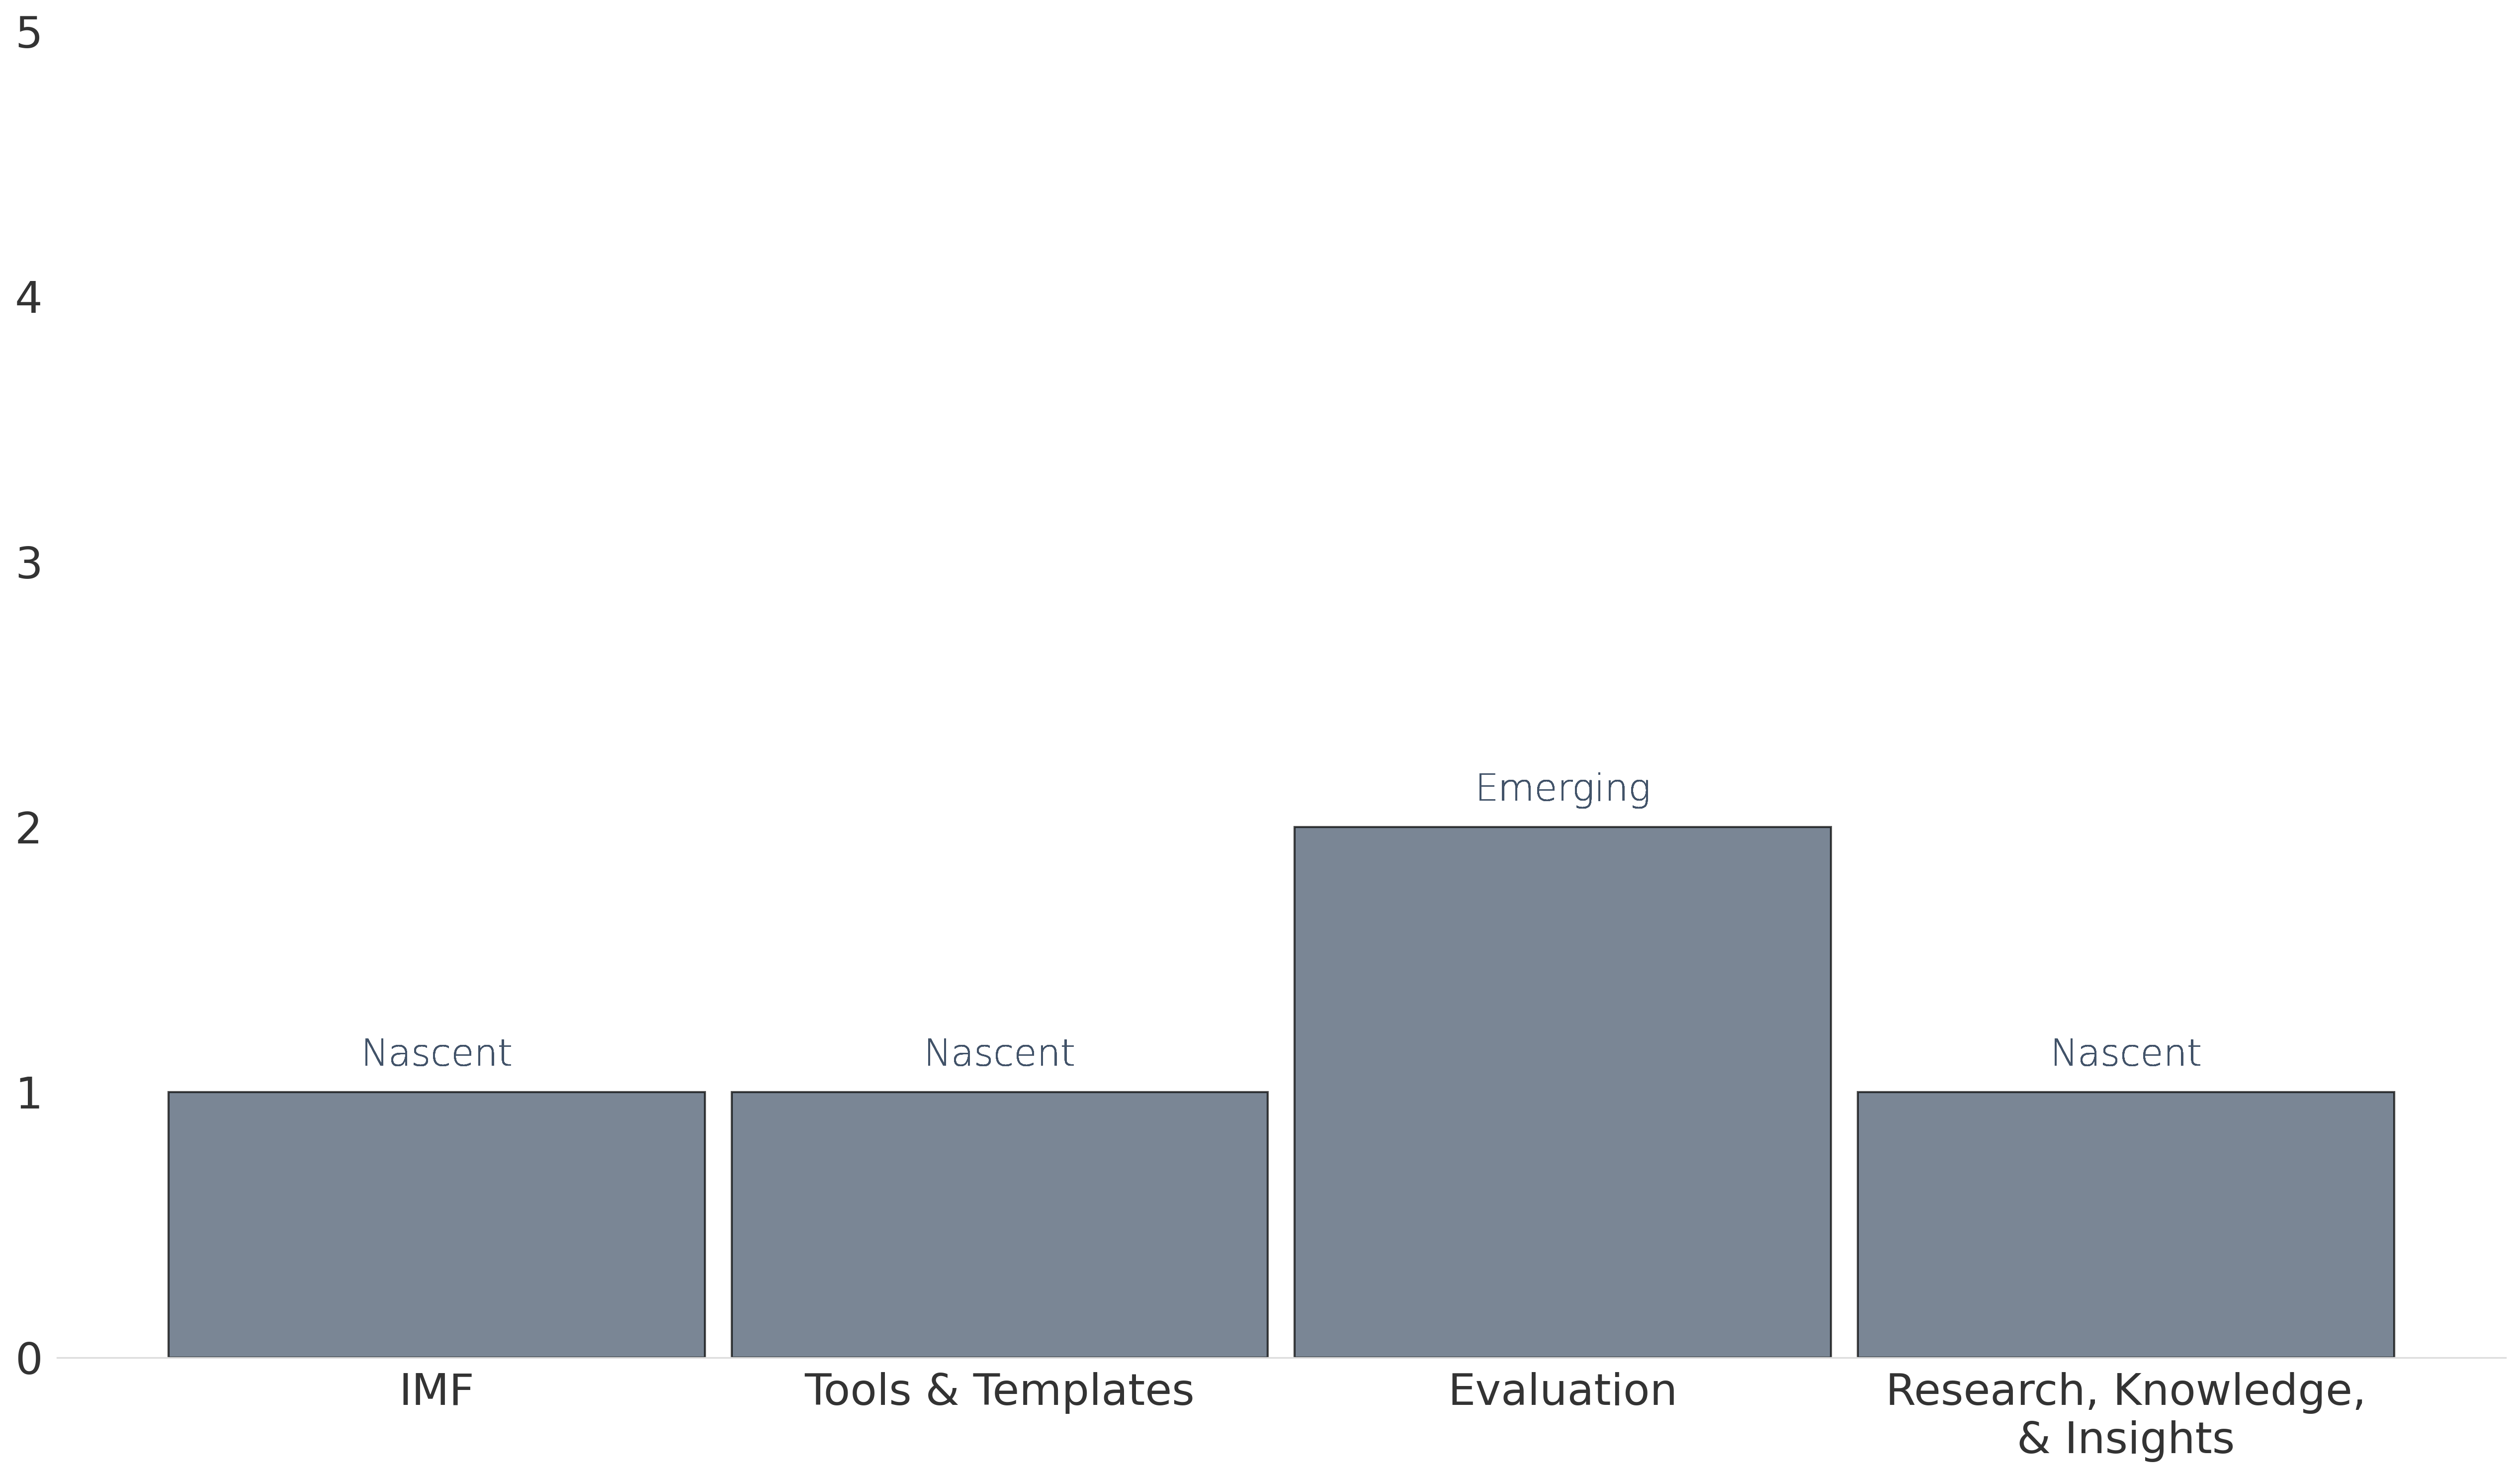 5
4
3
2
1
0
Emerging
Nascent
Nascent
Nascent
IMF
Tools & Templates
Evaluation
Research, Knowledge,
& Insights